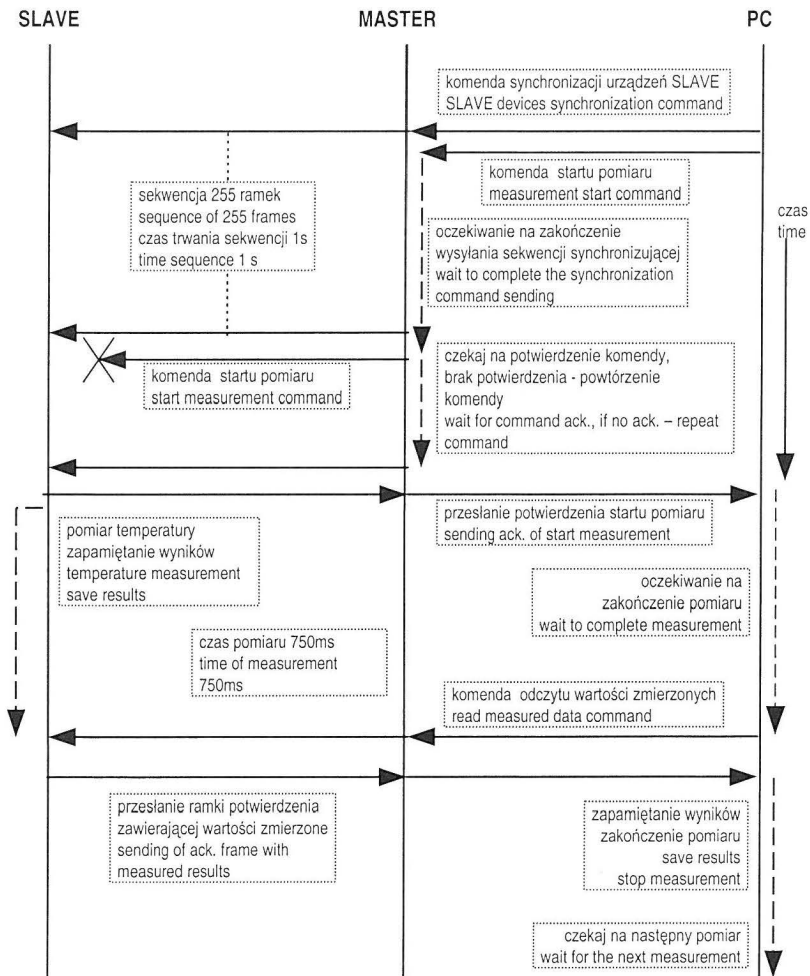 SLAVE MASTER PC
komenda synchronizacji urządzeń SLAVE
SLAVE devices synchronization command
komenda startu pomiaru
measurement start command
sekwencja 255 ramek
sequence of 255 frames
czas trwania sekwencji 1s
time sequence 1 s
czas
time
oczekiwanie na zakończenie
wysyłania sekwencji synchronizującej
wait to complete the synchronization
command sending
komenda startu pomiaru
start measurement command
czekaj na potwierdzenie komendy,
brak potwierdzenia - powtórzenie
komendy
wait for command ack., if no ack. – repeat
command
przesłanie potwierdzenia startu pomiaru
sending ack. of start measurement
pomiar temperatury
zapamiętanie wyników
temperature measurement
save results
oczekiwanie na
zakończenie pomiaru
wait to complete measurement
czas pomiaru 750ms
time of measurement
750ms
komenda odczytu wartości zmierzonych
read measured data command
przesłanie ramki potwierdzenia
zawierającej wartości zmierzone
sending of ack. frame with
measured results
zapamiętanie wyników
zakończenie pomiaru
save results
stop measurement
czekaj na następny pomiar
wait for the next measurement